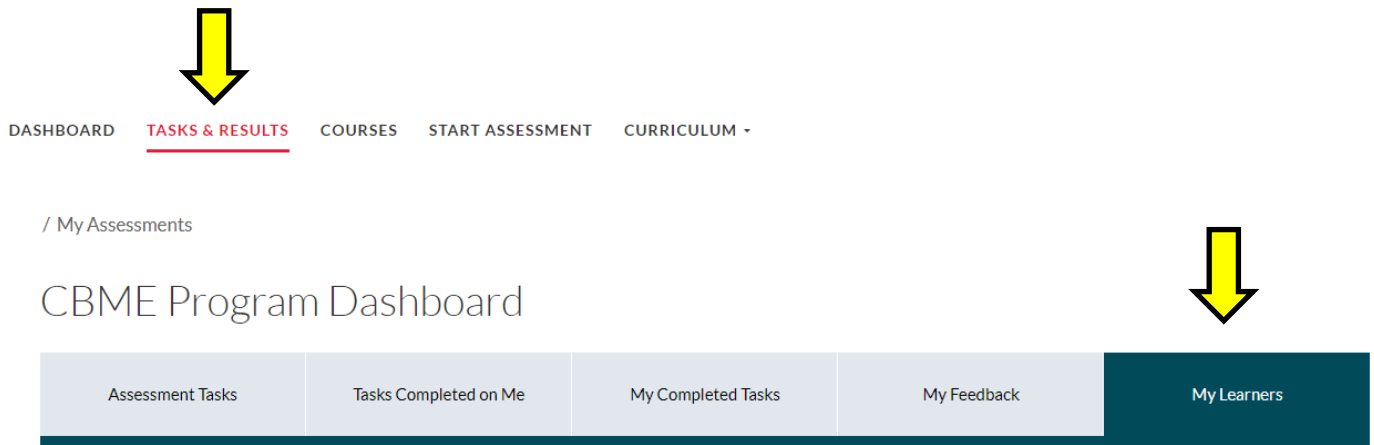 DASHBOARD TASKS & RESULTS COURSES START ASSESSMENT CURRICULUM
/ My Assessments
CBME Program Dashboard
Assessment Tasks Tasks Completed on Me My Completed Tasks My Feedback My Learners